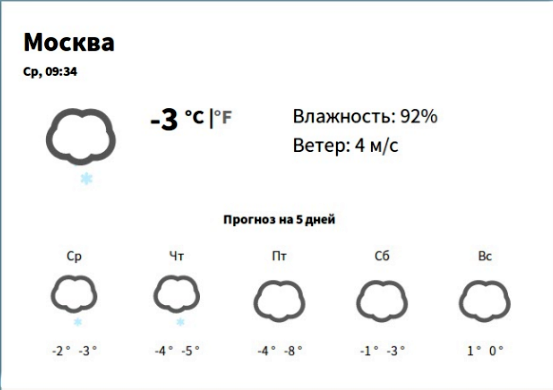 Москва
Ср, 09:34
-3 °C |°F
Влажность: 92%
Ветер: 4 м/с
Прогноз на 5 дней
Ср Чт Пт Сб Вс
-2° -3° -4° -5° -4° -8° -1° -3° 1° 0°